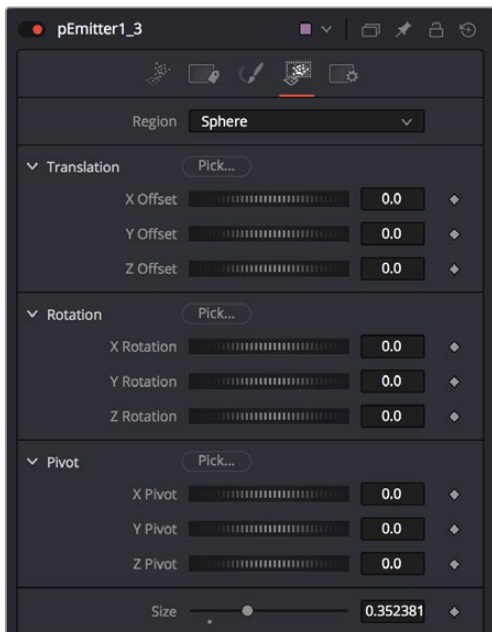 pEmitter1_3
Region Sphere
Translation Pick...
X Offset 0.0
Y Offset 0.0
Z Offset 0.0
Rotation Pick...
X Rotation 0.0
Y Rotation 0.0
Z Rotation 0.0
Pivot Pick...
X Pivot 0.0
Y Pivot 0.0
Z Pivot 0.0
Size 0.352381